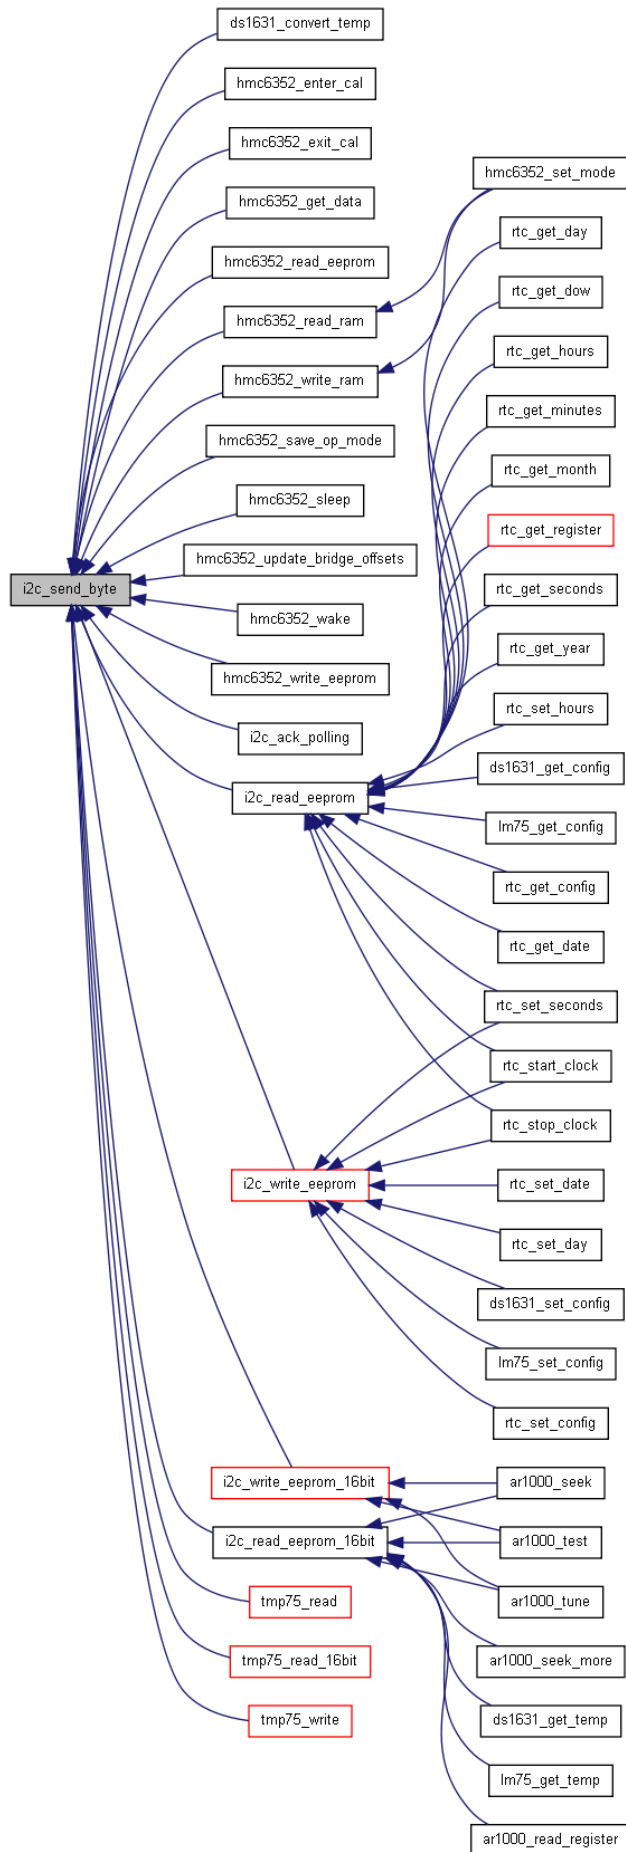 ds1631_convert_temp
hmc6352_enter_cal
hmc6352_exit_cal
hmc6352_get_data
hmc6352_read_eeprom
hmc6352_read_ram
hmc6352_write_ram
hmc6352_save_op_mode
hmc6352_sleep
hmc6352_update_bridge_offsets
i2c_send_byte
hmc6352_wake
hmc6352_write_eeprom
i2c_ack_polling
i2c_read_eeprom
i2c_write_eeprom
i2c_write_eeprom_16bit
i2c_read_eeprom_16bit
tmp75_read
tmp75_read_16bit
tmp75_write
hmc6352_set_mode
rtc_get_day
rtc_get_dow
rtc_get_hours
rtc_get_minutes
rtc_get_month
rtc_get_register
rtc_get_seconds
rtc_get_year
rtc_set_hours
ds1631_get_config
lm75_get_config
rtc_get_config
rtc_get_date
rtc_set_seconds
rtc_start_clock
rtc_stop_clock
rtc_set_date
rtc_set_day
ds1631_set_config
lm75_set_config
rtc_set_config
ar1000_seek
ar1000_test
ar1000_tune
ar1000_seek_more
ds1631_get_temp
lm75_get_temp
ar1000_read_register